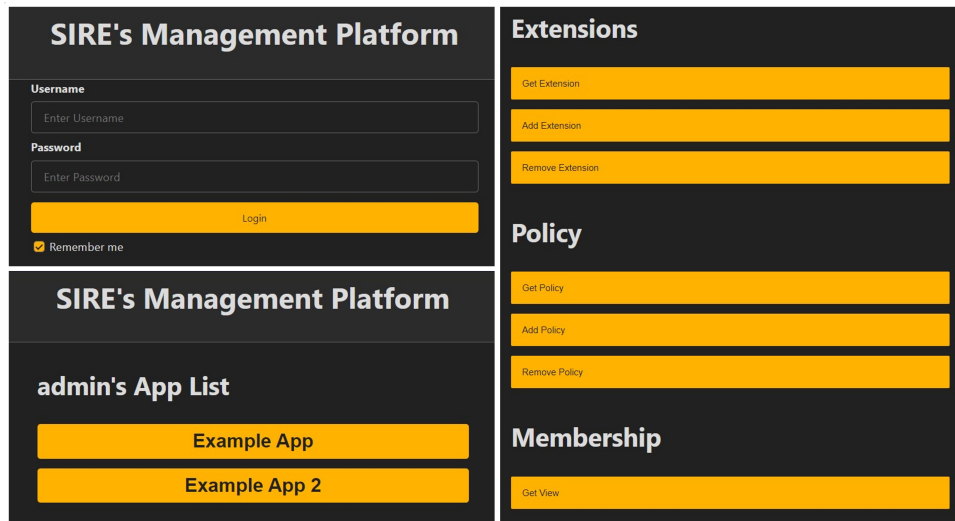 SIRE's Management Platform
Username
Enter Username
Password
Enter Password
Login
Remember me
SIRE's Management Platform
admin's App List
Example App
Example App 2
Extensions
Get Extension
Add Extension
Remove Extension
Policy
Get Policy
Add Policy
Remove Policy
Membership
Get View